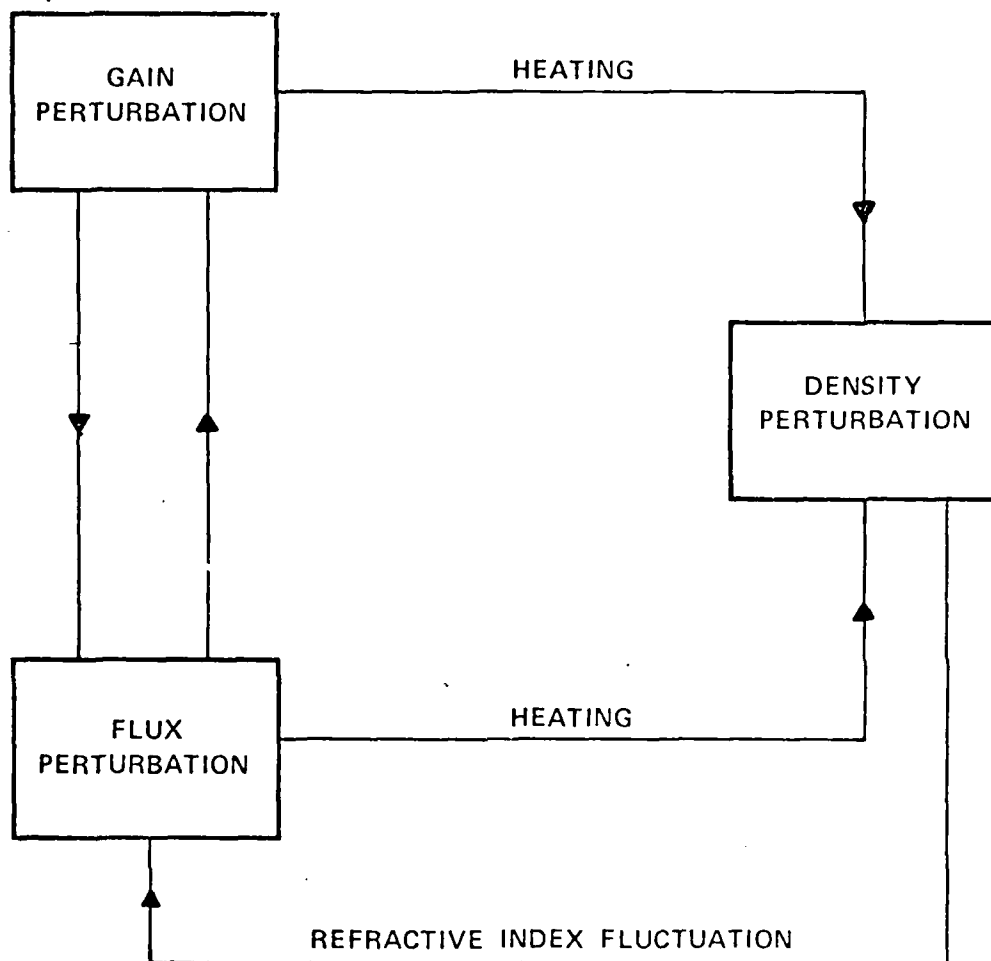 GAIN
PERTURBATION
HEATING
DENSITY
PERTURBATION
FLUX
PERTURBATION
HEATING
REFRACTIVE INDEX FLUCTUATION